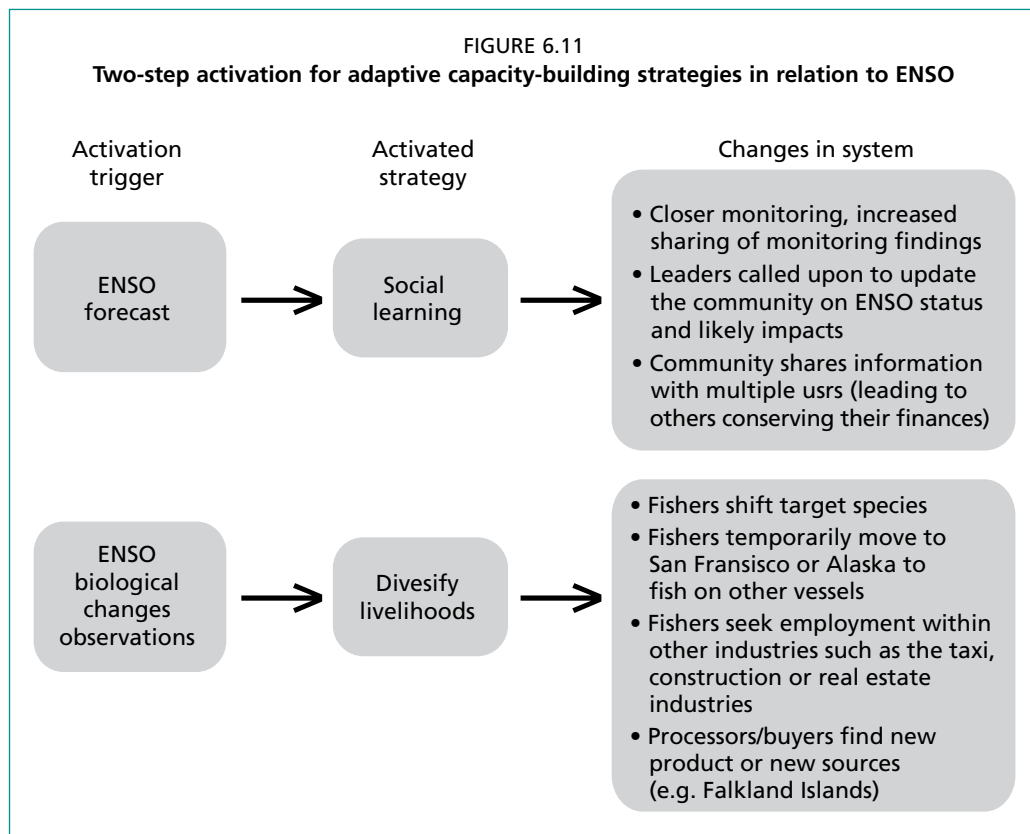 FIGURE 6.11
Two-step activation for adaptive capacity-building strategies in relation to ENSO
Activation
trigger
Activated
strategy
Changes in system
ENSO
forecast
Social
learning
• Closer monitoring, increased
sharing of monitoring findings
• Leaders called upon to update
the community on ENSO status
and likely impacts
• Community shares information
with multiple usrs (leading to
others conserving their finances)
ENSO
biological
changes
observations
Divesify
livelihoods
• Fishers shift target species
• Fishers temporarily move to
San Fransisco or Alaska to
fish on other vessels
• Fishers seek employment within
other industries such as the taxi,
construction or real estate
industries
• Processors/buyers find new
product or new sources
(e.g. Falkland Islands)